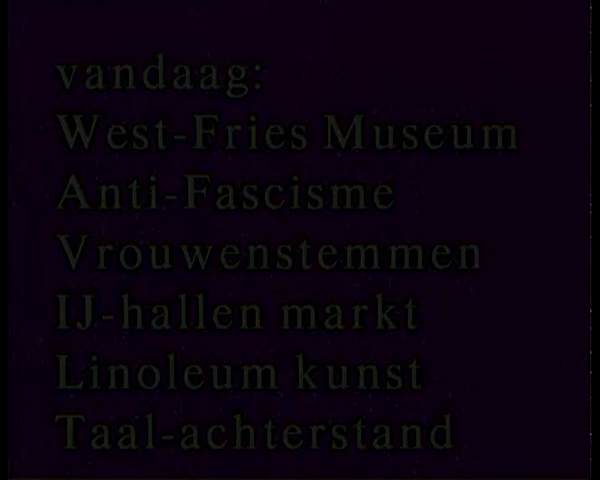 vandaag:
West-Fries Museum
Anti-Fascisme
Vrouwenstemmen
IJ-hallen markt
Linoleum kunst
Taal-achterstand